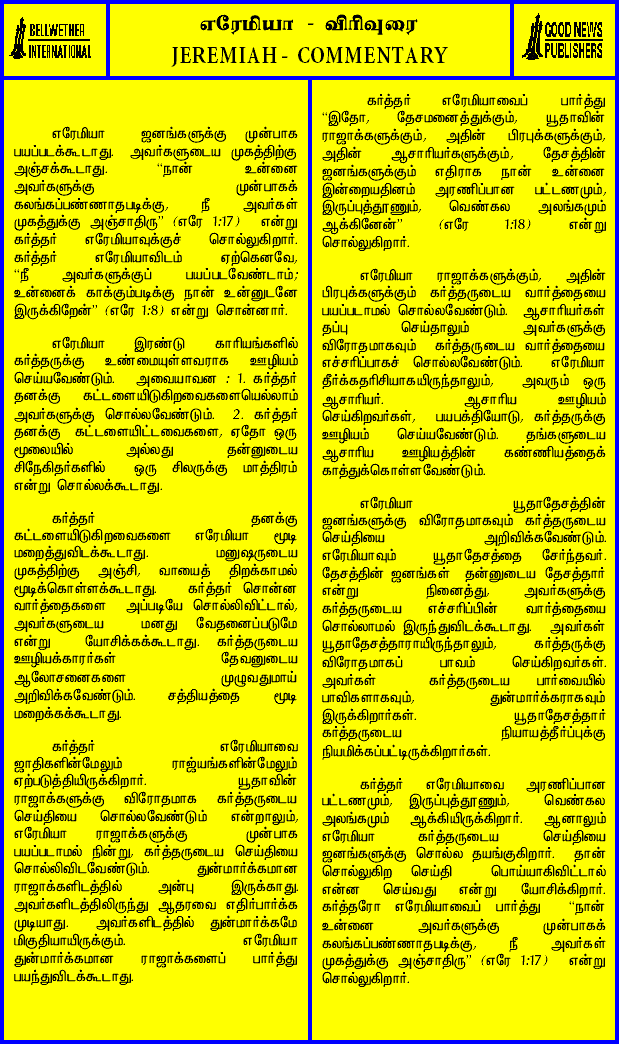 BELLWETHER
INTERNATIONAL
எரேமியா - விரிவுரை
JEREMIAH - COMMENTARY
GOOD NEWS
PUBLISHERS
எரேமியா ஜனங்களுக்கு முன்பாக
பயப்படக்கூடாது. அவர்களுடைய முகத்திற்கு
அஞ்சக்கூடாது. “நான் உன்னை
அவர்களுக்கு முன்பாகக்
கலங்கப்பண்ணாதபடிக்கு, நீ அவர்கள்
முகத்துக்கு அஞ்சாதிரு” (எரே 1:17) என்று
கர்த்தர் எரேமியாவுக்குச் சொல்லுகிறார்.
கர்த்தர் எரேமியாவிடம் ஏற்கெனவே,
“நீ அவர்களுக்குப் பயப்படவேண்டாம்;
உன்னைக் காக்கும்படிக்கு நான் உன்னுடனே
இருக்கிறேன்” (எரே 1:8) என்று சொன்னார்.
எரேமியா இரண்டு காரியங்களில்
கர்த்தருக்கு உண்மையுள்ளவராக ஊழியம்
செய்யவேண்டும். அவையாவன : 1. கர்த்தர்
தனக்கு கட்டளையிடுகிறவைகளையெல்லாம்
அவர்களுக்கு சொல்லவேண்டும். 2. கர்த்தர்
தனக்கு கட்டளையிட்டவைகளை, ஏதோ ஒரு
மூலையில் அல்லது தன்னுடைய
சிநேகிதர்களில் ஒரு சிலருக்கு மாத்திரம்
என்று சொல்லக்கூடாது.
கர்த்தர் தனக்கு
கட்டளையிடுகிறவைகளை எரேமியா மூடி
மறைத்துவிடக்கூடாது. மனுஷருடைய
முகத்திற்கு அஞ்சி, வாயைத் திறக்காமல்
மூடிக்கொள்ளக்கூடாது. கர்த்தர் சொன்ன
வார்த்தைகளை அப்படியே சொல்லிவிட்டால்,
அவர்களுடைய மனது வேதனைப்படுமே
என்று யோசிக்கக்கூடாது. கர்த்தருடைய
ஊழியக்காரர்கள் தேவனுடைய
ஆலோசனைகளை முழுவதுமாய்
அறிவிக்கவேண்டும். சத்தியத்தை மூடி
மறைக்கக்கூடாது.
கர்த்தர் எரேமியாவை
ஜாதிகளின்மேலும் ராஜ்யங்களின்மேலும்
ஏற்படுத்தியிருக்கிறார். யூதாவின்
ராஜாக்களுக்கு விரோதமாக கர்த்தருடைய
செய்தியை சொல்லவேண்டும் என்றாலும்,
எரேமியா ராஜாக்களுக்கு முன்பாக
பயப்படாமல் நின்று, கர்த்தருடைய செய்தியை
சொல்லிவிடவேண்டும். துன்மார்க்கமான
ராஜாக்களிடத்தில் அன்பு இருக்காது.
அவர்களிடத்திலிருந்து ஆதரவை எதிர்பார்க்க
முடியாது. அவர்களிடத்தில் துன்மார்க்கமே
மிகுதியாயிருக்கும். எரேமியா
துன்மார்க்கமான ராஜாக்களைப் பார்த்து
பயந்துவிடக்கூடாது.
கர்த்தர் எரேமியாவைப் பார்த்து
“இதோ, தேசமனைத்துக்கும், யூதாவின்
ராஜாக்களுக்கும், அதின் பிரபுக்களுக்கும்,
அதின் ஆசாரியர்களுக்கும், தேசத்தின்
ஜனங்களுக்கும் எதிராக நான் உன்னை
இன்றையதினம் அரணிப்பான பட்டணமும்,
இருப்புத்தூணும், வெண்கல அலங்கமும்
ஆக்கினேன்” (எரே 1:18) என்று
சொல்லுகிறார்.
எரேமியா ராஜாக்களுக்கும், அதின்
பிரபுக்களுக்கும் கர்த்தருடைய வார்த்தையை
பயப்படாமல் சொல்லவேண்டும். ஆசாரியர்கள்
தப்பு செய்தாலும் அவர்களுக்கு
விரோதமாகவும் கர்த்தருடைய வார்த்தையை
எச்சரிப்பாகச் சொல்லவேண்டும். எரேமியா
தீர்க்கதரிசியாகயிருந்தாலும், அவரும் ஒரு
ஆசாரியர். ஆசாரிய ஊழியம்
செய்கிறவர்கள், பயபக்தியோடு, கர்த்தருக்கு
ஊழியம் செய்யவேண்டும். தங்களுடைய
ஆசாரிய ஊழியத்தின் கண்ணியத்தைக்
காத்துக்கொள்ளவேண்டும்.
எரேமியா யூதாதேசத்தின்
ஜனங்களுக்கு விரோதமாகவும் கர்த்தருடைய
செய்தியை அறிவிக்கவேண்டும்.
எரேமியாவும் யூதாதேசத்தை சேர்ந்தவர்.
தேசத்தின் ஜனங்கள் தன்னுடைய தேசத்தார்
என்று நினைத்து, அவர்களுக்கு
கர்த்தருடைய எச்சரிப்பின் வார்த்தையை
சொல்லாமல் இருந்துவிடக்கூடாது. அவர்கள்
யூதாதேசத்தாராயிருந்தாலும், கர்த்தருக்கு
விரோதமாகப் பாவம் செய்கிறவர்கள்.
அவர்கள் கர்த்தருடைய பார்வையில்
பாவிகளாகவும், துன்மார்க்கராகவும்
இருக்கிறார்கள். யூதாதேசத்தார்
கர்த்தருடைய நியாயத்தீர்ப்புக்கு
நியமிக்கப்பட்டிருக்கிறார்கள்.
கர்த்தர் எரேமியாவை அரணிப்பான
பட்டணமும், இருப்புத்தூணும், வெண்கல
அலங்கமும் ஆக்கியிருக்கிறார். ஆனாலும்
எரேமியா கர்த்தருடைய செய்தியை
ஜனங்களுக்கு சொல்ல தயங்குகிறார். தான்
சொல்லுகிற செய்தி பொய்யாகிவிட்டால்
என்ன செய்வது என்று யோசிக்கிறார்.
கர்த்தரோ எரேமியாவைப் பார்த்து “நான்
உன்னை அவர்களுக்கு முன்பாகக்
கலங்கப்பண்ணாதபடிக்கு, நீ அவர்கள்
முகத்துக்கு அஞ்சாதிரு” (எரே 1:17) என்று
சொல்லுகிறார்.